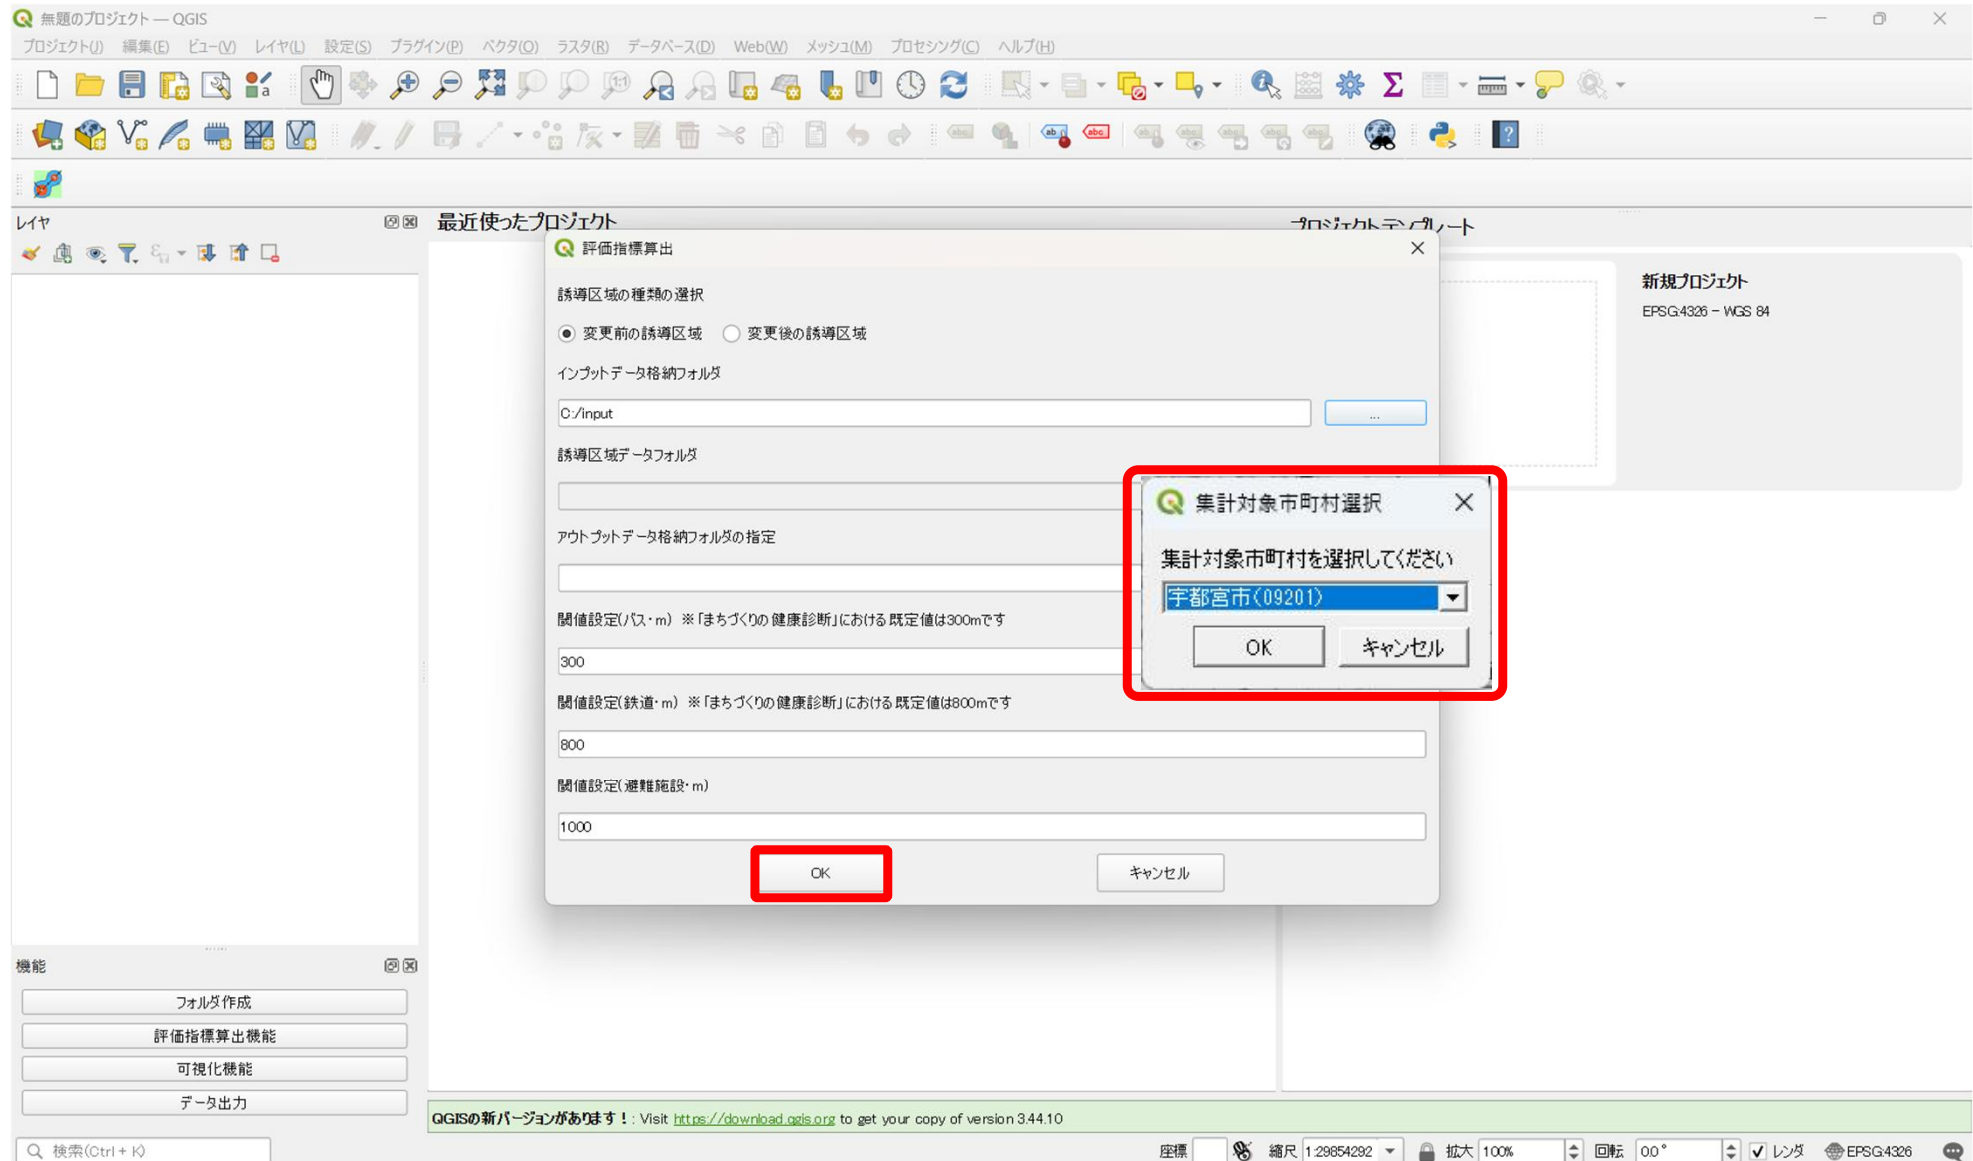 無題のプロジェクト — QGIS
プロジェクト(J) 編集(E) ビュー(V) レイヤ(L) 設定(S) プラグイン(P) ベクタ(O) ラスタ(R) データベース(D) Web(W) メッシュ(M) プロセシング(C) ヘルプ(H)
レイヤ
最近使ったプロジェクト
プロジェクトテンプレート
評価指標算出
新規プロジェクト
EPSG:4326 - WGS 84
誘導区域の種類の選択
変更前の誘導区域 変更後の誘導区域
インプットデータ格納フォルダ
C:/input
...
誘導区域データフォルダ
アウトプットデータ格納フォルダの指定
閾値設定(バス・m) ※「まちづくりの健康診断」における既定値は300mです
300
閾値設定(鉄道・m) ※「まちづくりの健康診断」における既定値は800mです
800
閾値設定(避難施設・m)
1000
OK キャンセル
集計対象市町村選択
集計対象市町村を選択してください
宇都宮市(09201)
OK キャンセル
機能
フォルダ作成
評価指標算出機能
可視化機能
データ出力
QGISの新バージョンがあります！: Visit https://download.qgis.org to get your copy of version 3.44.10
検索(Ctrl + K)
座標 縮尺 1:29854292 拡大 100% 回転 0.0° レンダ EPSG:4326